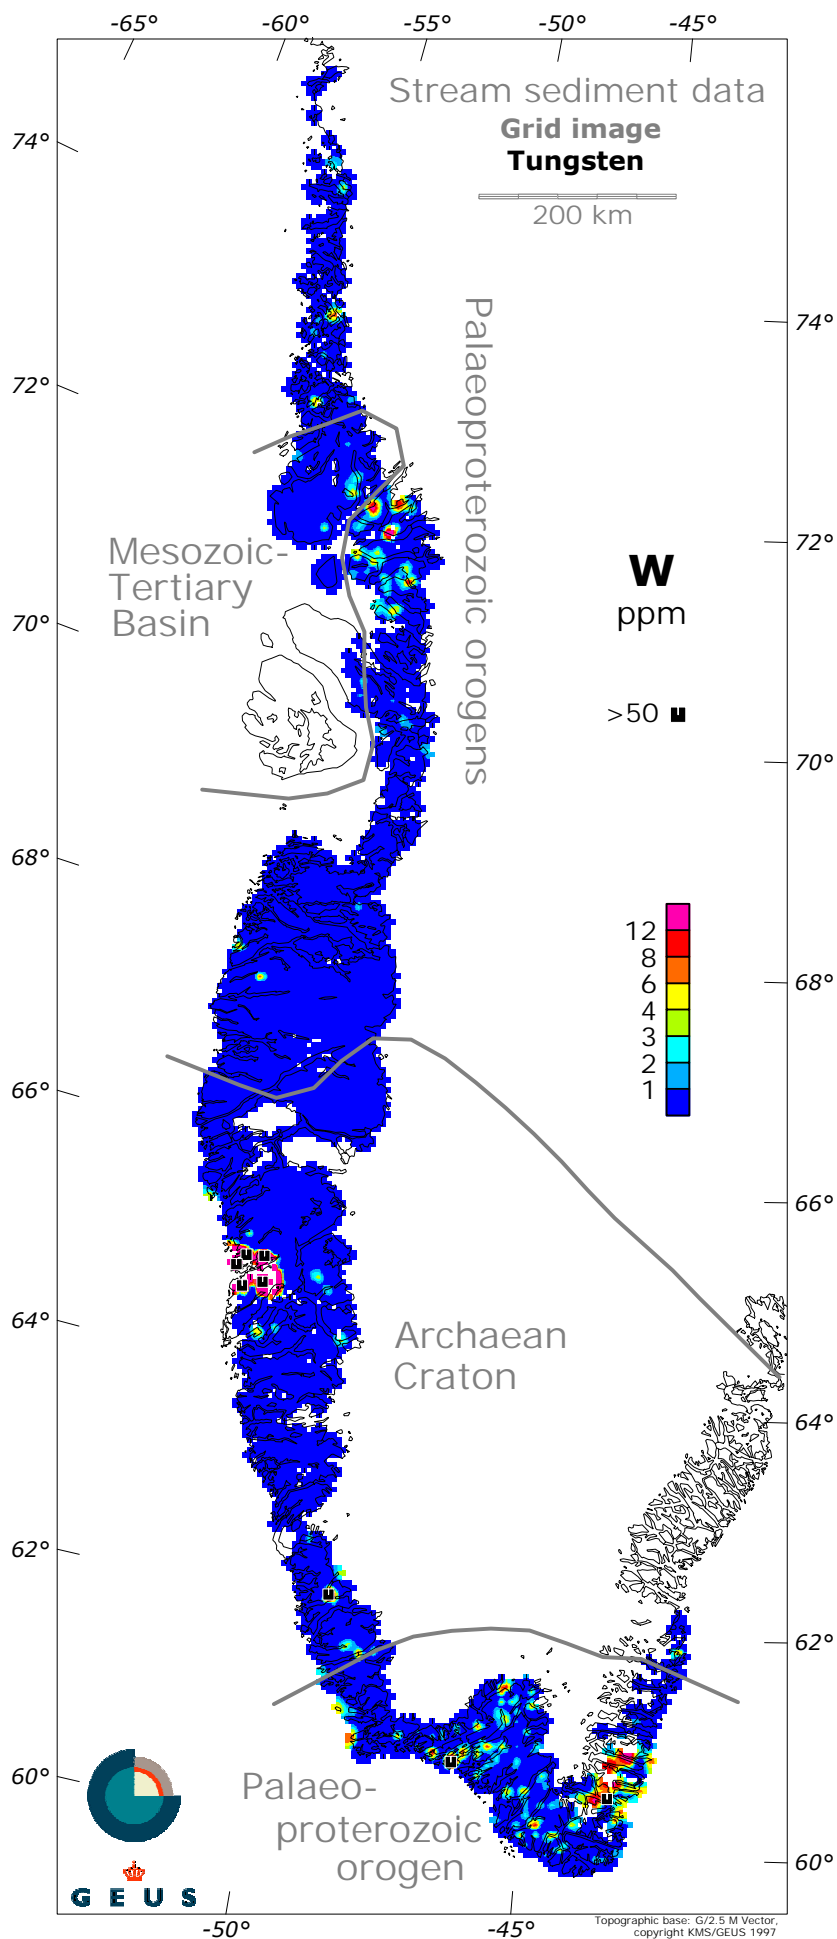 -65° -60° -55° -50° -45°
Stream sediment data
Grid image
Tungsten
200 km
74°
74°
72°
72°
70°
70°
68°
68°
66°
66°
64°
64°
62°
62°
60°
60°
Palaeoproterozoic orogens
Mesozoic-
Tertiary
Basin
W
ppm
>50
12
8
6
4
3
2
1
Archaean
Craton
Palaeo-
proterozoic
orogen
G E U S
-50° -45°
Topographic base: G/2.5 M Vector,
copyright KMS/GEUS 1997